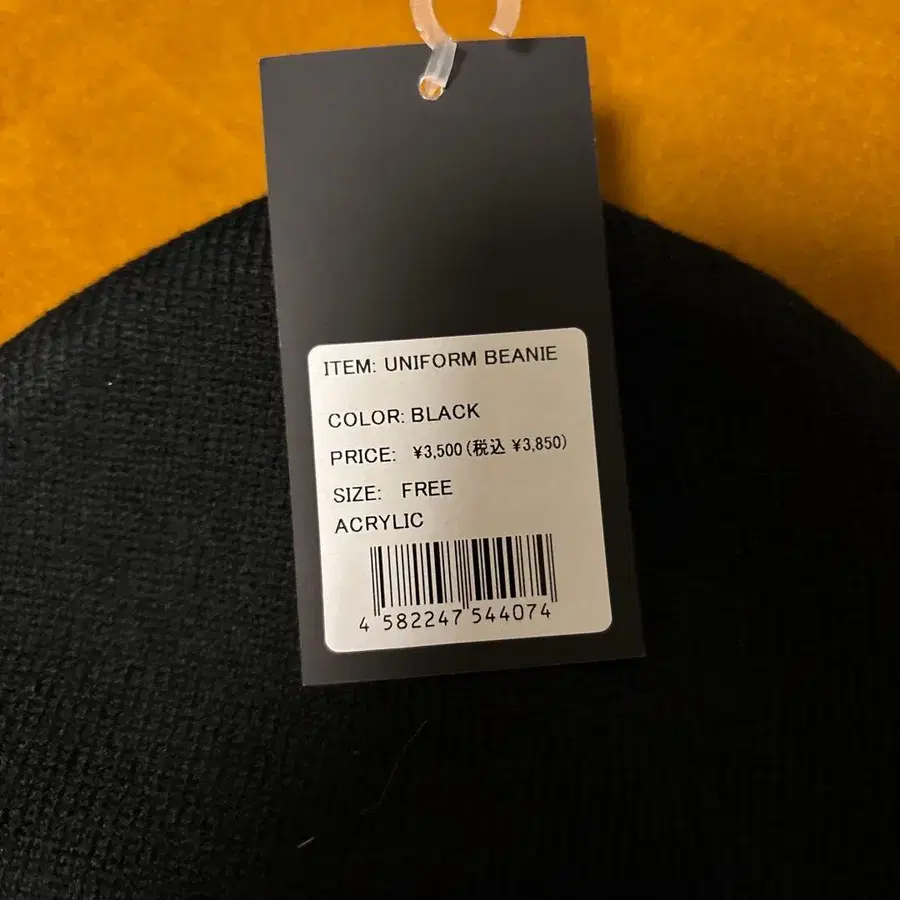 ITEM: UNIFORM BEANIE
COLOR: BLACK
PRICE: ¥3,500(税込 ¥3,850)
SIZE: FREE
ACRYLIC
4 582247 544074